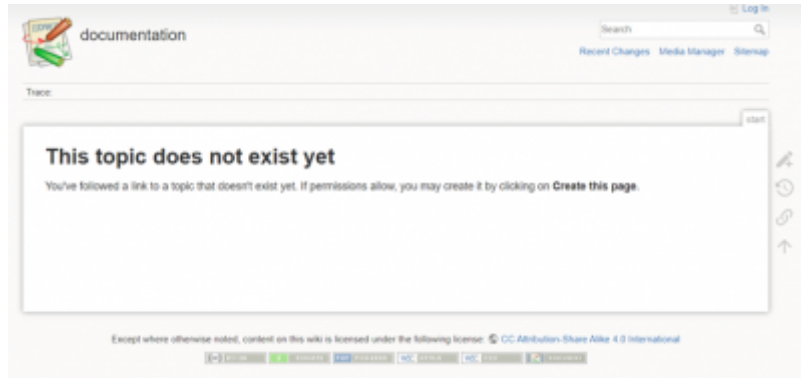 Log In
documentation
Search
Recent Changes Media Manager Sitemap
Trace:
start
This topic does not exist yet
You've followed a link to a topic that doesn't exist yet. If permissions allow, you may create it by clicking on Create this page.
Except where otherwise noted, content on this wiki is licensed under the following license: CC Attribution-Share Alike 4.0 International